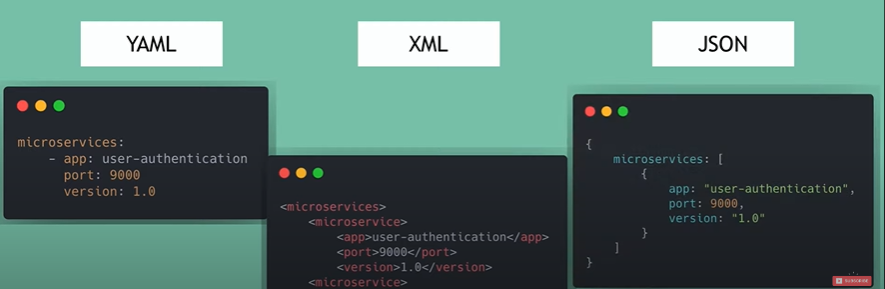 YAML
microservices:
    - app: user-authentication
      port: 9000
      version: 1.0
XML
<microservices>
    <microservice>
        <app>user-authentication</app>
        <port>9000</port>
        <version>1.0</version>
    <microservice>
JSON
{
    microservices: [
        {
            app: "user-authentication",
            port: 9000,
            version: "1.0"
        }
    ]
}
SUBSCRIBE